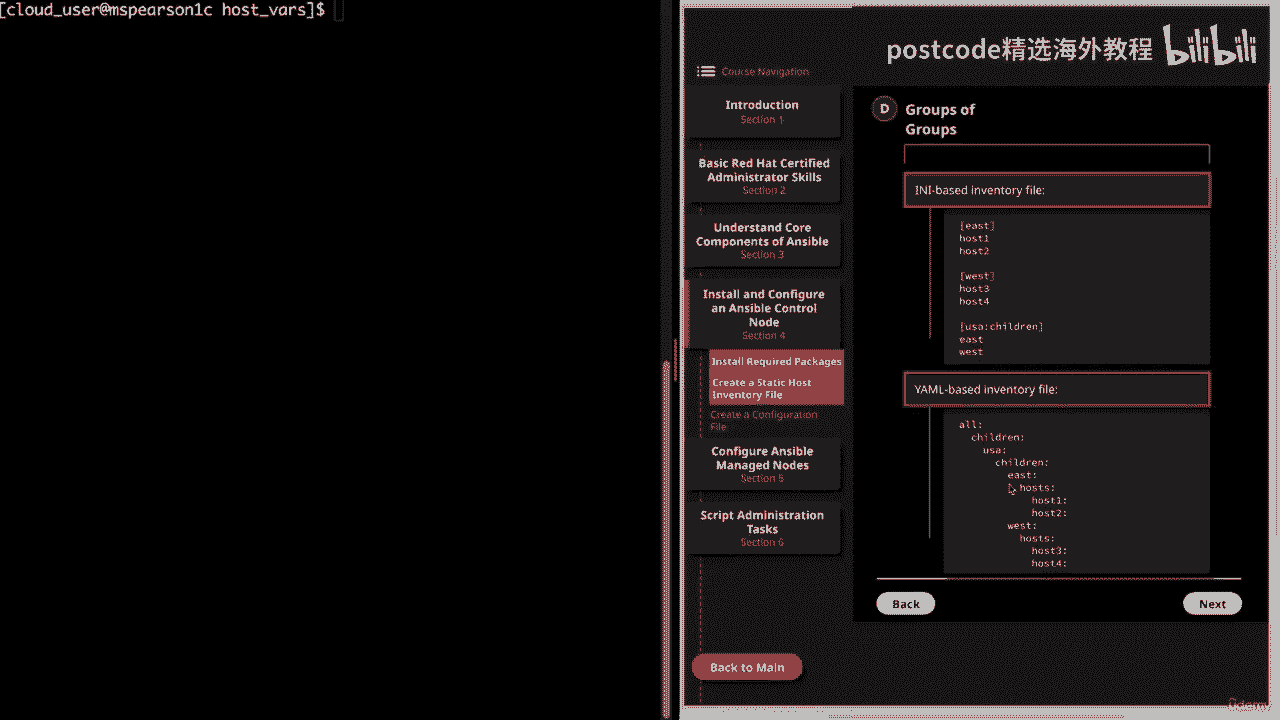 [cloud_user@mspearson1c host_vars]$
postcode精选海外教程 bilibili
Course Navigation
Introduction
Section 1
Basic Red Hat Certified
Administrator Skills
Section 2
Understand Core
Components of Ansible
Section 3
Install and Configure
an Ansible Control
Node
Section 4
Install Required Packages
Create a Static Host
Inventory File
Create a Configuration
File
Configure Ansible
Managed Nodes
Section 5
Script Administration
Tasks
Section 6
Back to Main
D
Groups of
Groups
INI-based inventory file:
[east]
host1
host2
[west]
host3
host4
[usa:children]
east
west
YAML-based inventory file:
all:
  children:
    usa:
      children:
        east:
          hosts:
            host1:
            host2:
        west:
          hosts:
            host3:
            host4:
Back
Next
ûdemy